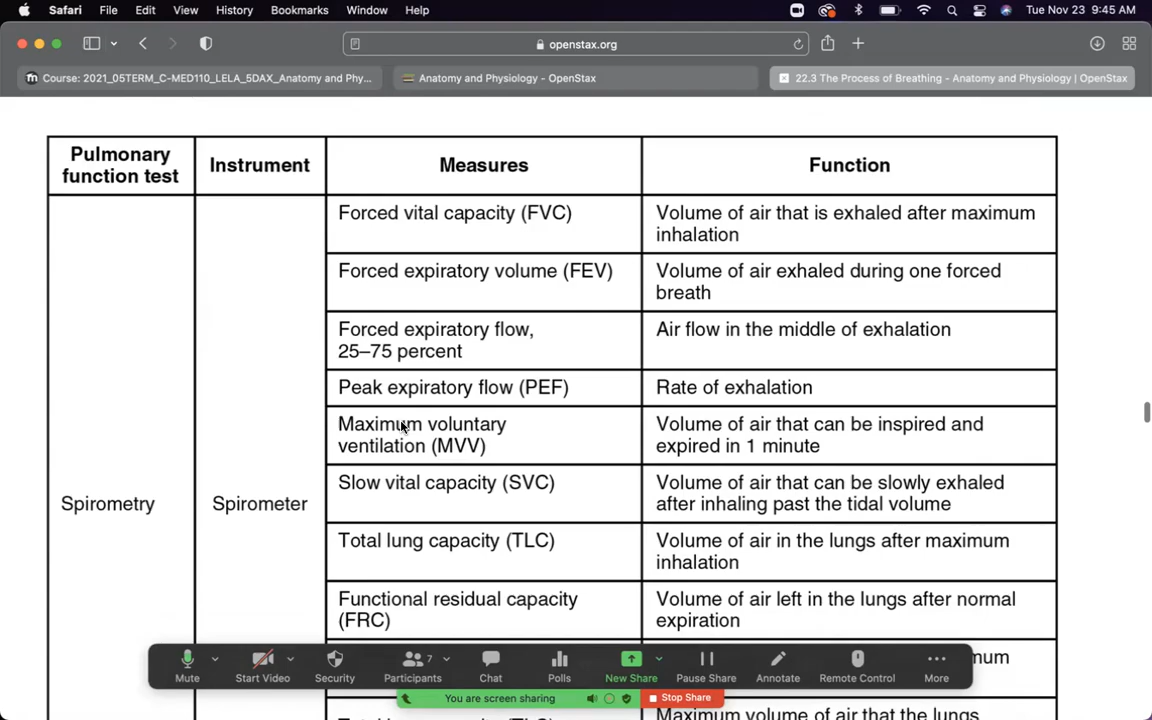 Safari File Edit View History Bookmarks Window Help Tue Nov 23 9:45 AM
openstax.org
Course: 2021_05TERM_C-MED110_LELA_5DAX_Anatomy and Phy... Anatomy and Physiology - OpenStax 22.3 The Process of Breathing - Anatomy and Physiology | OpenStax
Pulmonary
function test
Instrument
Measures
Function
Spirometry
Spirometer
Forced vital capacity (FVC)
Volume of air that is exhaled after maximum
inhalation
Forced expiratory volume (FEV)
Volume of air exhaled during one forced
breath
Forced expiratory flow,
25–75 percent
Air flow in the middle of exhalation
Peak expiratory flow (PEF)
Rate of exhalation
Maximum voluntary
ventilation (MVV)
Volume of air that can be inspired and
expired in 1 minute
Slow vital capacity (SVC)
Volume of air that can be slowly exhaled
after inhaling past the tidal volume
Total lung capacity (TLC)
Volume of air in the lungs after maximum
inhalation
Functional residual capacity
(FRC)
Volume of air left in the lungs after normal
expiration
Mute Start Video Security Participants 7 Chat Polls New Share Pause Share Annotate Remote Control More
You are screen sharing Stop Share
Maximum volume of air that the lungs